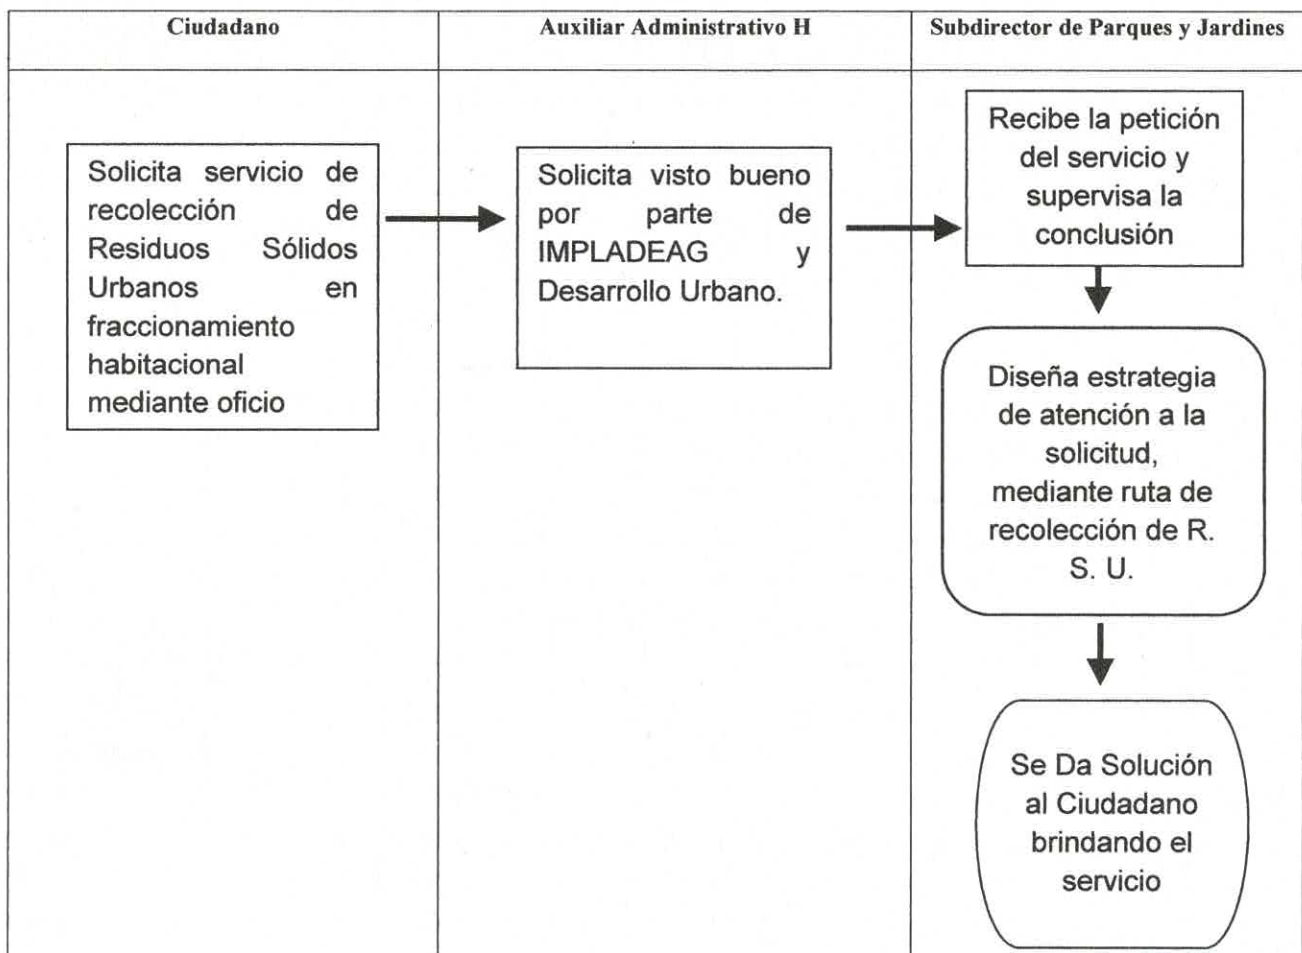 Ciudadano
Auxiliar Administrativo H
Subdirector de Parques y Jardines
Solicita servicio de
recolección de
Residuos Sólidos
Urbanos en
fraccionamiento
habitacional
mediante oficio
Solicita visto bueno
por parte de
IMPLADEAG y
Desarrollo Urbano.
Recibe la petición
del servicio y
supervisa la
conclusión
Diseña estrategia
de atención a la
solicitud,
mediante ruta de
recolección de R.
S. U.
Se Da Solución
al Ciudadano
brindando el
servicio